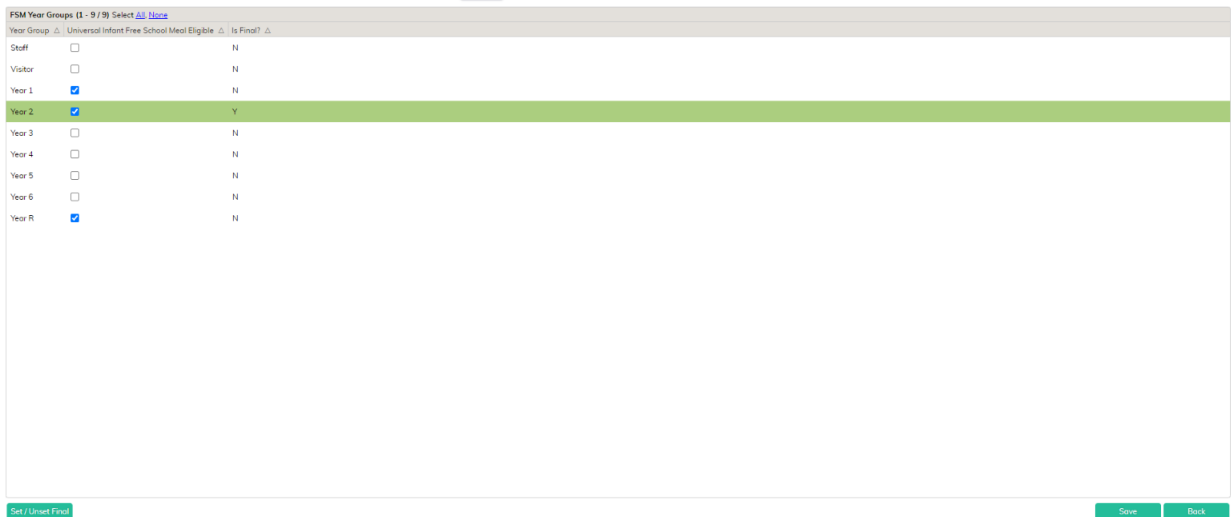 FSM Year Groups (1 - 9 / 9) Select All, None
Year Group △ Universal Infant Free School Meal Eligible △ Is Final? △
Staff N
Visitor N
Year 1 N
Year 2 Y
Year 3 N
Year 4 N
Year 5 N
Year 6 N
Year R N
Set / Unset Final Save Back